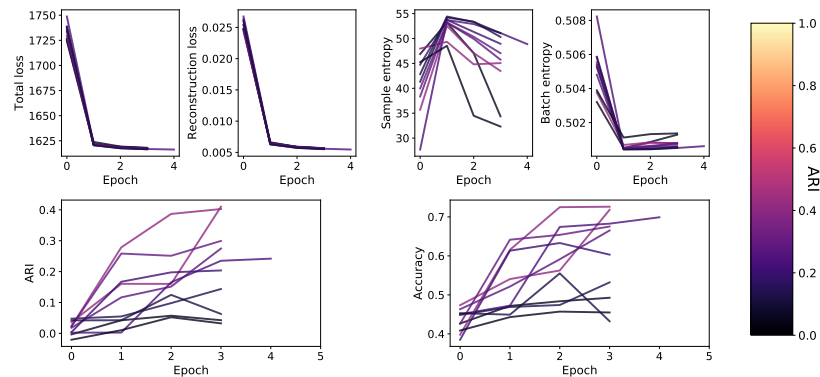 1750
1725
1700
1675
1650
1625
Total loss
0 2 4
Epoch
0.025
0.020
0.015
0.010
0.005
Reconstruction loss
0 2 4
Epoch
55
50
45
40
35
30
Sample entropy
0 2 4
Epoch
0.508
0.506
0.504
0.502
Batch entropy
0 2 4
Epoch
0.4
0.3
0.2
0.1
0.0
ARI
0 1 2 3 4 5
Epoch
0.7
0.6
0.5
0.4
Accuracy
0 1 2 3 4 5
Epoch
1.0
0.8
0.6
0.4
0.2
0.0
ARI